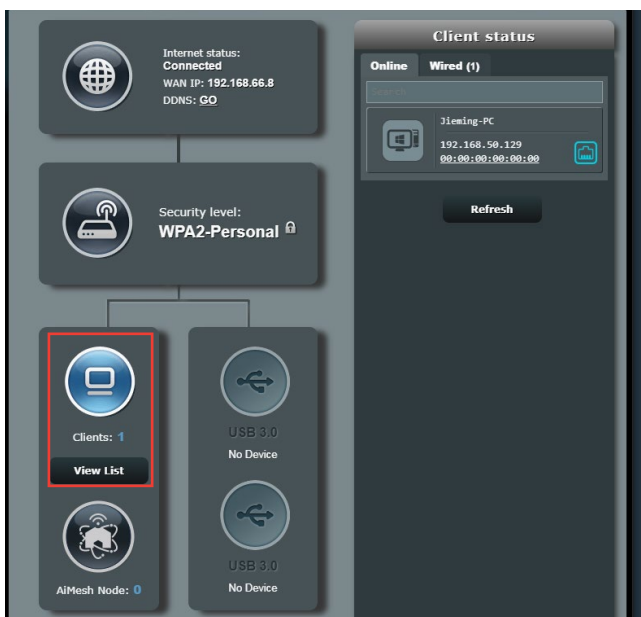 Internet status:
Connected
WAN IP: 192.168.66.8
DDNS: GO
Security level:
WPA2-Personal
Clients: 1
View List
AiMesh Node: 0
USB 3.0
No Device
USB 3.0
No Device
Client status
Online Wired (1)
Search
Jieming-PC
192.168.50.129
00:00:00:00:00:00
Refresh